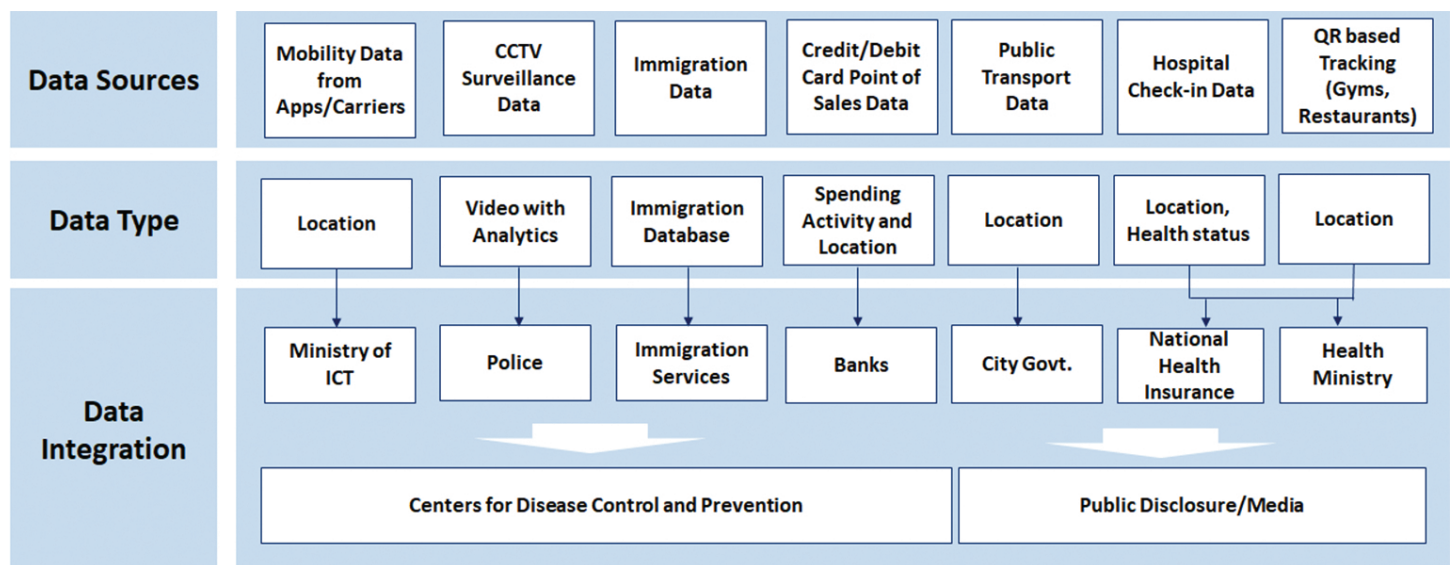 Data Sources
Mobility Data
from
Apps/Carriers
CCTV
Surveillance
Data
Immigration
Data
Credit/Debit
Card Point of
Sales Data
Public
Transport
Data
Hospital
Check-in Data
QR based
Tracking
(Gyms,
Restaurants)
Data Type
Location
Video with
Analytics
Immigration
Database
Spending
Activity and
Location
Location
Location,
Health status
Location
Data
Integration
Ministry of
ICT
Police
Immigration
Services
Banks
City Govt.
National
Health
Insurance
Health
Ministry
Centers for Disease Control and Prevention
Public Disclosure/Media